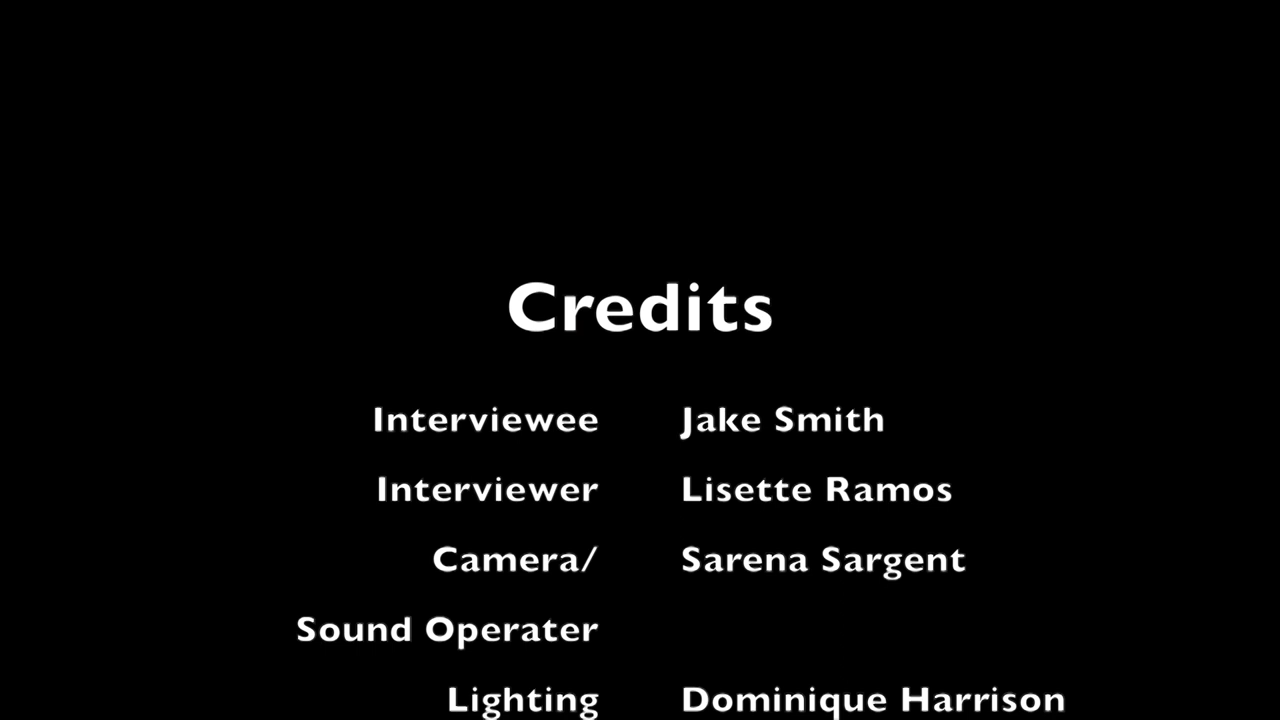 Credits
Interviewee Jake Smith
Interviewer Lisette Ramos
Camera/ Sarena Sargent
Sound Operater
Lighting Dominique Harrison